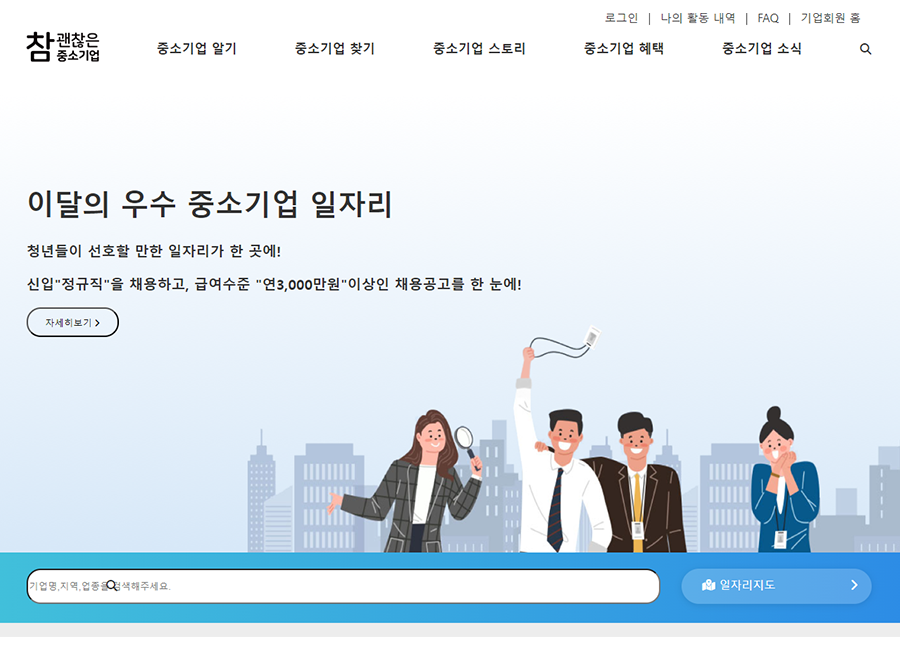 로그인 | 나의 활동 내역 | FAQ | 기업회원 홈
참 괜찮은 중소기업
중소기업 알기 중소기업 찾기 중소기업 스토리 중소기업 혜택 중소기업 소식
이달의 우수 중소기업 일자리
청년들이 선호할 만한 일자리가 한 곳에!
신입"정규직"을 채용하고, 급여수준 "연3,000만원"이상인 채용공고를 한 눈에!
자세히보기
기업명,지역,업종을 검색해주세요. 일자리지도